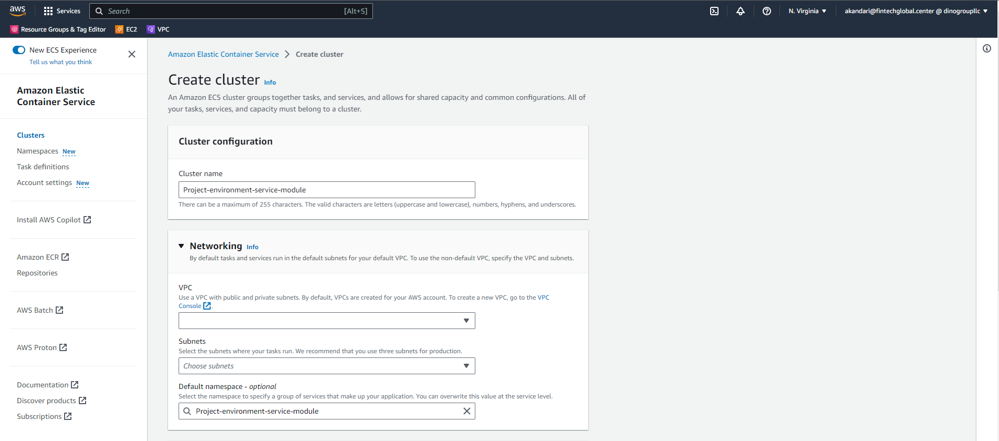 aws
Services
Search
[Alt+S]
N. Virginia
akandari@fintechglobal.center @ dinogroupllc
Resource Groups & Tag Editor
EC2
VPC
New ECS Experience
Tell us what you think
Amazon Elastic
Container Service
Clusters
Namespaces New
Task definitions
Account settings New
Install AWS Copilot
Amazon ECR
Repositories
AWS Batch
AWS Proton
Documentation
Discover products
Subscriptions
Amazon Elastic Container Service > Create cluster
Create cluster Info
An Amazon ECS cluster groups together tasks, and services, and allows for shared capacity and common configurations. All of
your tasks, services, and capacity must belong to a cluster.
Cluster configuration
Cluster name
Project-environment-service-module
There can be a maximum of 255 characters. The valid characters are letters (uppercase and lowercase), numbers, hyphens, and underscores.
Networking Info
By default tasks and services run in the default subnets for your default VPC. To use the non-default VPC, specify the VPC and subnets.
VPC
Use a VPC with public and private subnets. By default, VPCs are created for your AWS account. To create a new VPC, go to the VPC
Console.
Subnets
Select the subnets where your tasks run. We recommend that you use three subnets for production.
Choose subnets
Default namespace - optional
Select the namespace to specify a group of services that make up your application. You can overwrite this value at the service level.
Project-environment-service-module